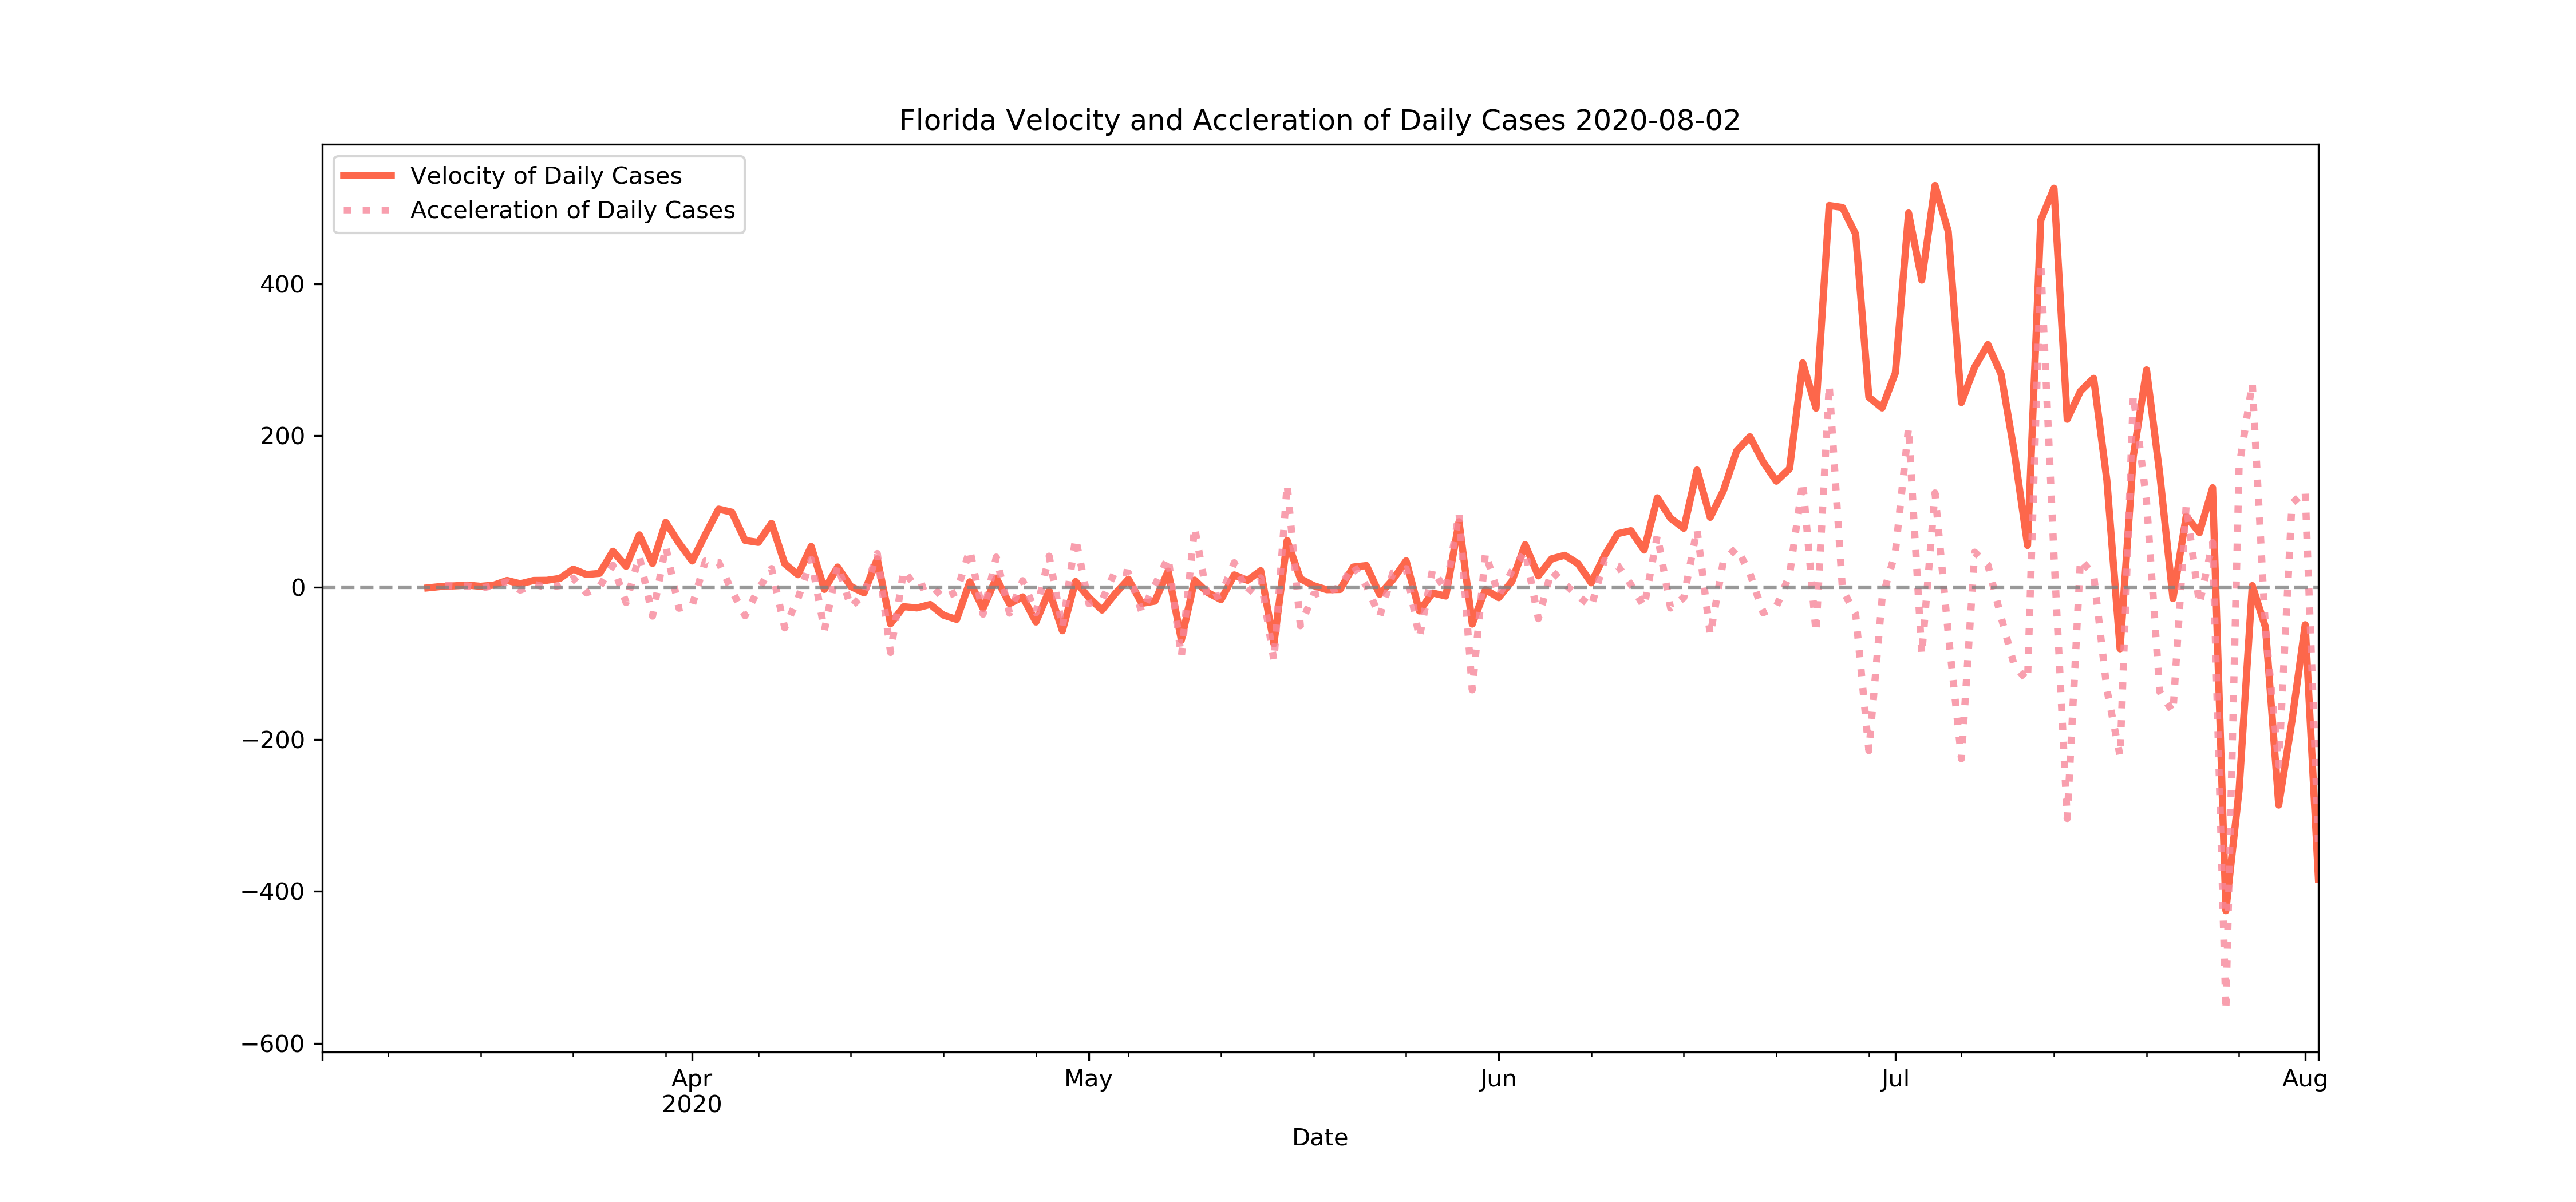 Florida Velocity and Accleration of Daily Cases 2020-08-02
Velocity of Daily Cases
Acceleration of Daily Cases
400
200
0
−200
−400
−600
Apr
2020
May
Jun
Jul
Aug
Date